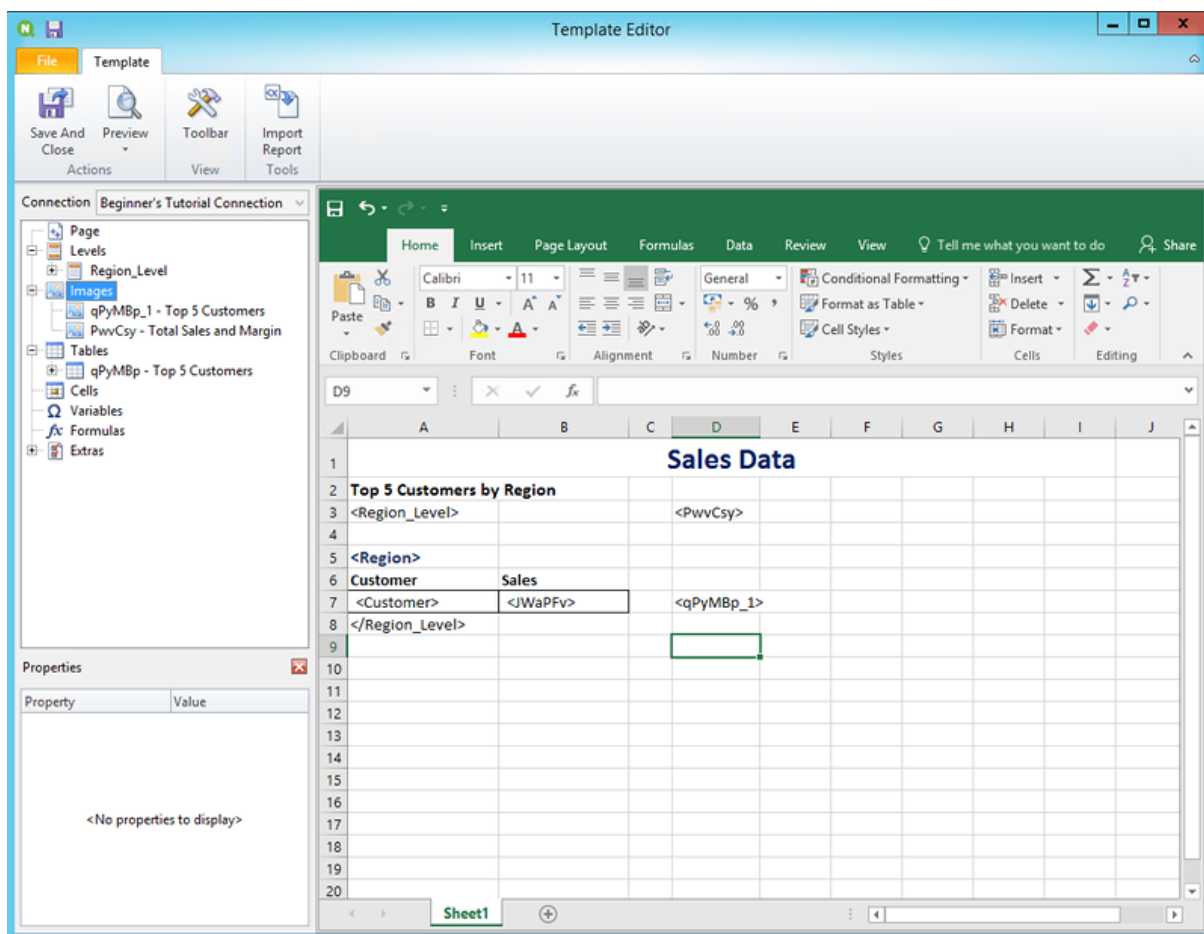 Template Editor
File Template
Save And Close Preview Toolbar Import Report
Actions View Tools
Connection Beginner's Tutorial Connection
Page
Levels
Region_Level
Images
qPyMBp_1 - Top 5 Customers
PwvCsy - Total Sales and Margin
Tables
qPyMBp - Top 5 Customers
Cells
Variables
Formulas
Extras
Properties
Property Value
<No properties to display>
Home Insert Page Layout Formulas Data Review View Tell me what you want to do Share
Paste
Calibri 11
B I U A A
A
General
% ,
Conditional Formatting
Format as Table
Cell Styles
Insert
Delete
Format
Clipboard Font Alignment Number Styles Cells Editing
D9 fx
A B C D E F G H I J
1 Sales Data
2 Top 5 Customers by Region
3 <Region_Level> <PwvCsy>
4
5 <Region>
6 Customer Sales
7 <Customer> <JWaPFv> <qPyMBp_1>
8 </Region_Level>
9
10
11
12
13
14
15
16
17
18
19
20
Sheet1